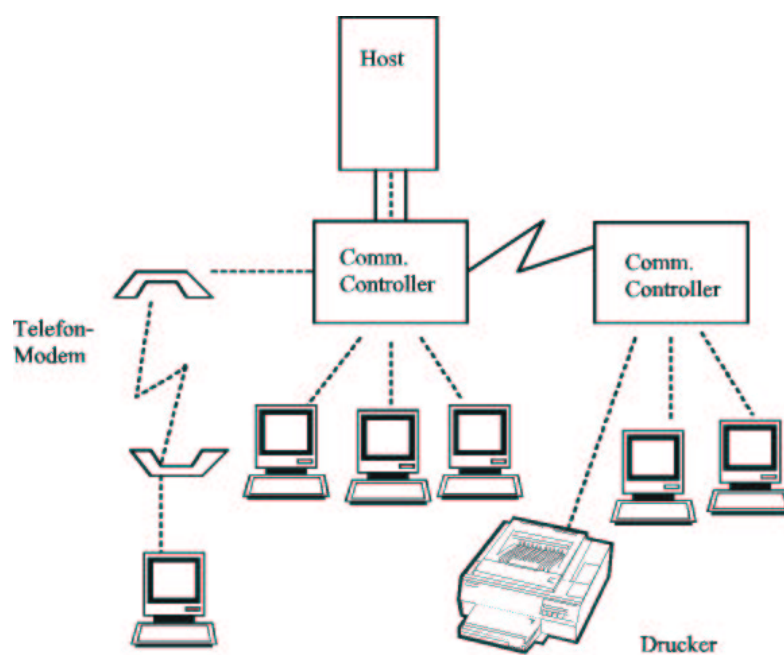 Host
Comm.
Controller
Comm.
Controller
Telefon-
Modem
Drucker